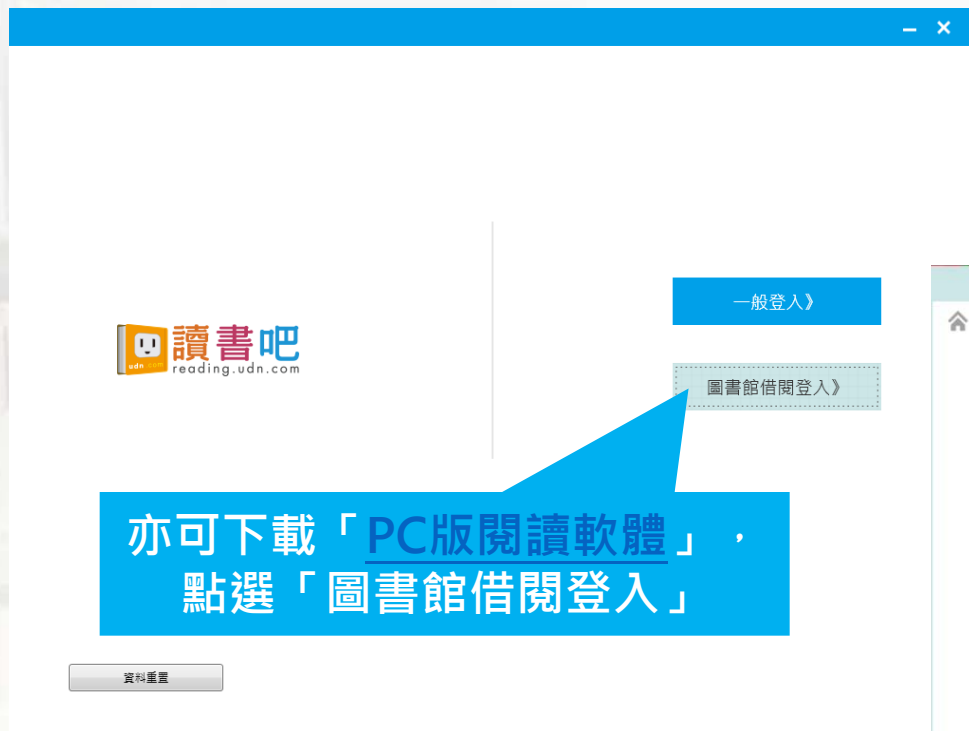 一般登入》
讀書吧
udn.com
reading.udn.com
圖書館借閱登入》
亦可下載「PC版閱讀軟體」，
點選「圖書館借閱登入」
資料重置